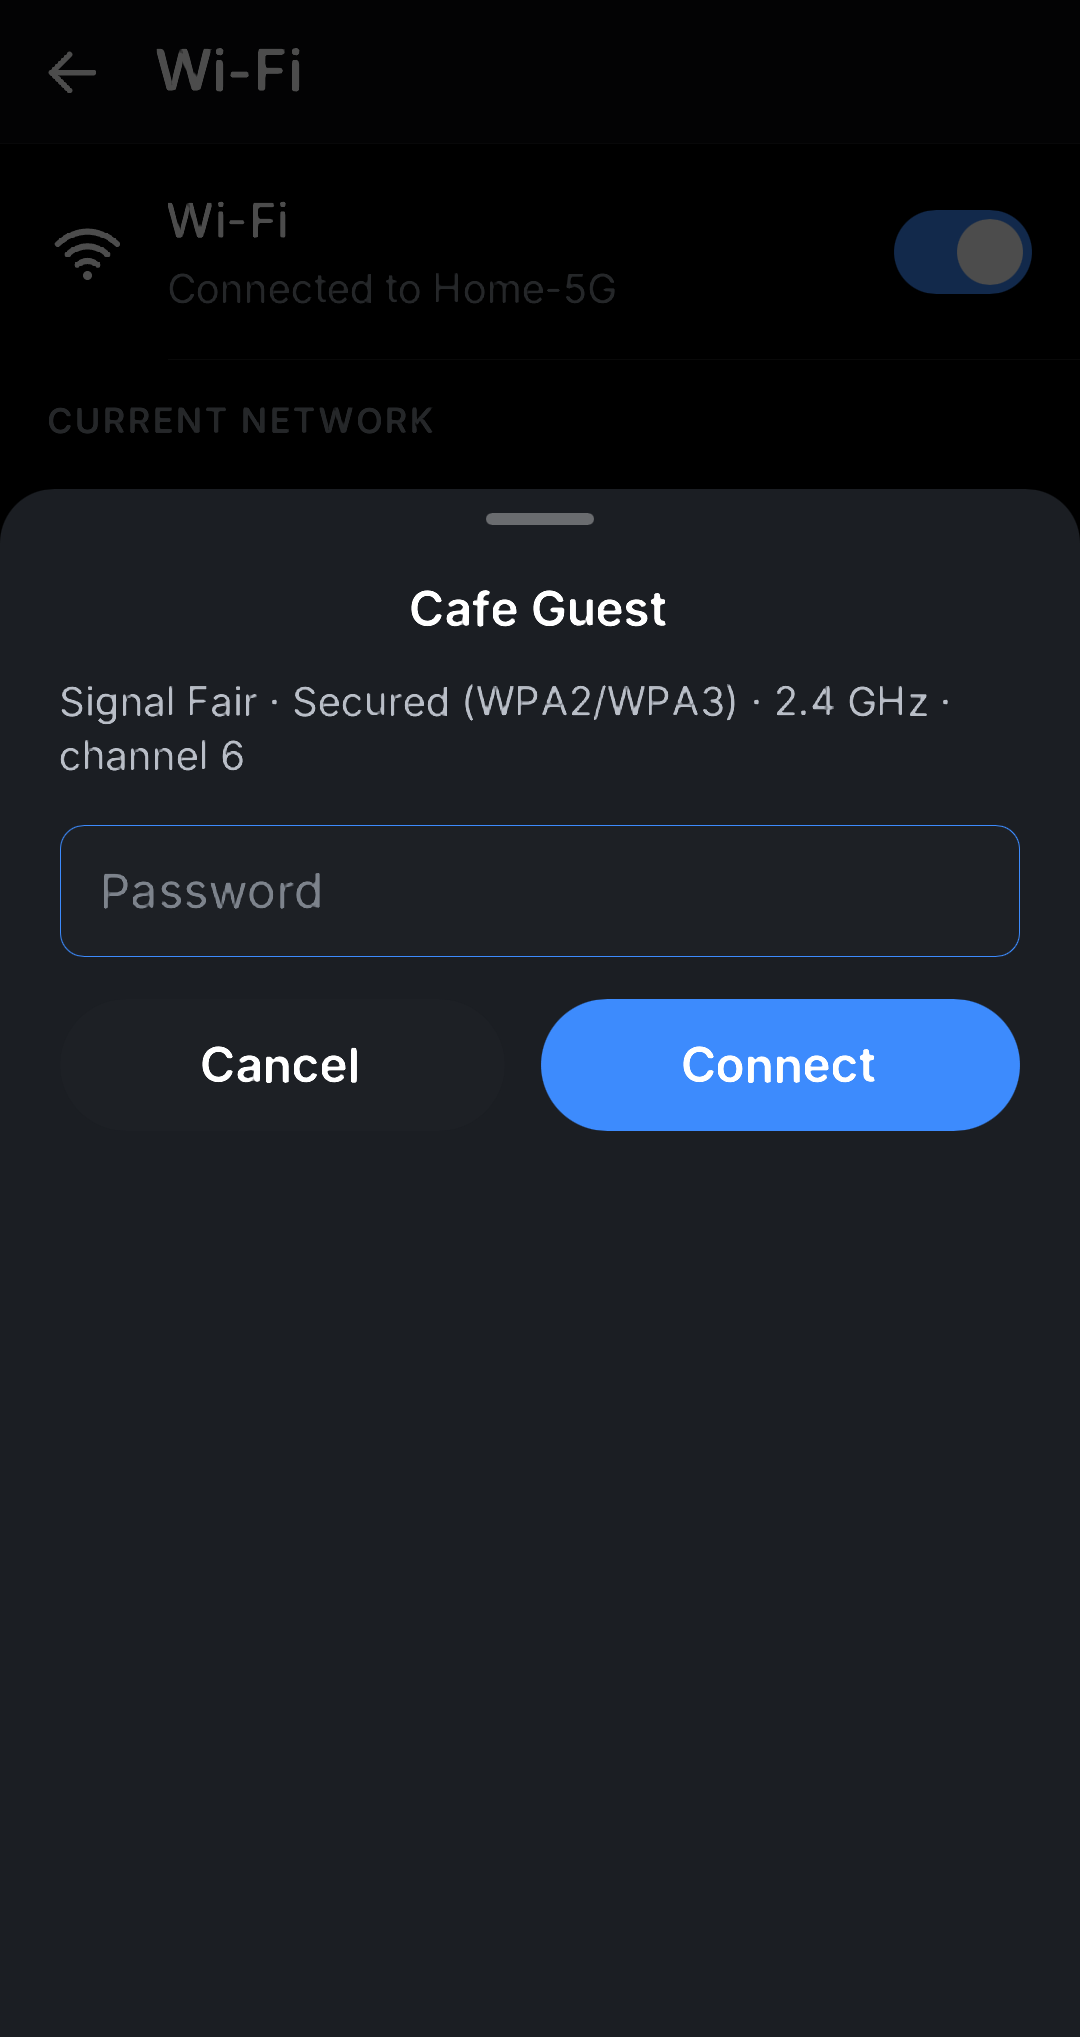 Wi-Fi
Wi-Fi
Connected to Home-5G
CURRENT NETWORK
Cafe Guest
Signal Fair · Secured (WPA2/WPA3) · 2.4 GHz ·
channel 6
Password
Cancel
Connect